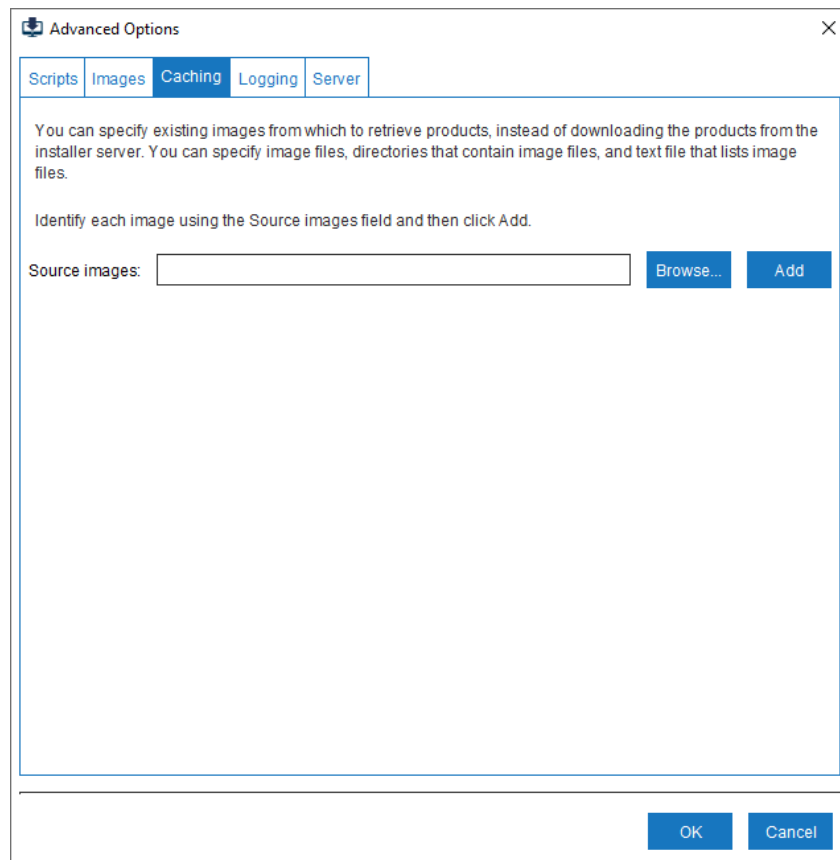 Advanced Options
Scripts Images Caching Logging Server
You can specify existing images from which to retrieve products, instead of downloading the products from the
installer server. You can specify image files, directories that contain image files, and text file that lists image
files.
Identify each image using the Source images field and then click Add.
Source images: Browse... Add
OK Cancel